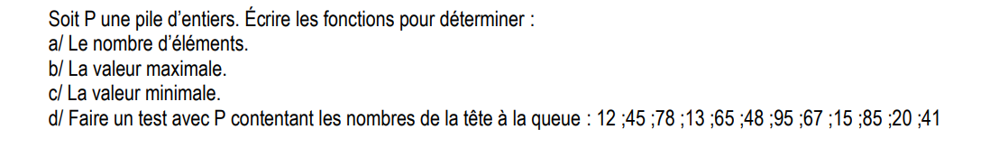 Soit P une pile d’entiers. Écrire les fonctions pour déterminer :
a/ Le nombre d’éléments.
b/ La valeur maximale.
c/ La valeur minimale.
d/ Faire un test avec P contentant les nombres de la tête à la queue : 12 ;45 ;78 ;13 ;65 ;48 ;95 ;67 ;15 ;85 ;20 ;41